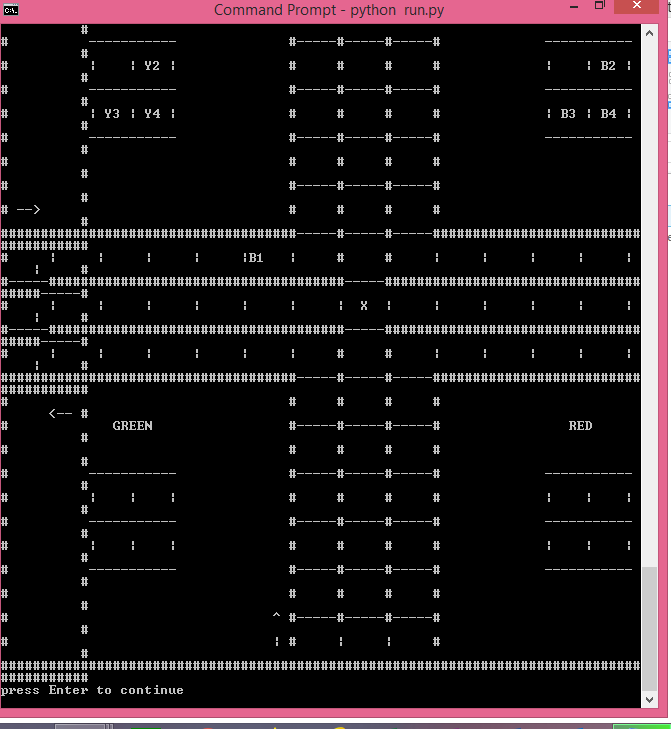 Command Prompt - python run.py
Y2 B2
Y3 Y4 B3 B4
-->
B1
X
<--
GREEN RED
^
press Enter to continue